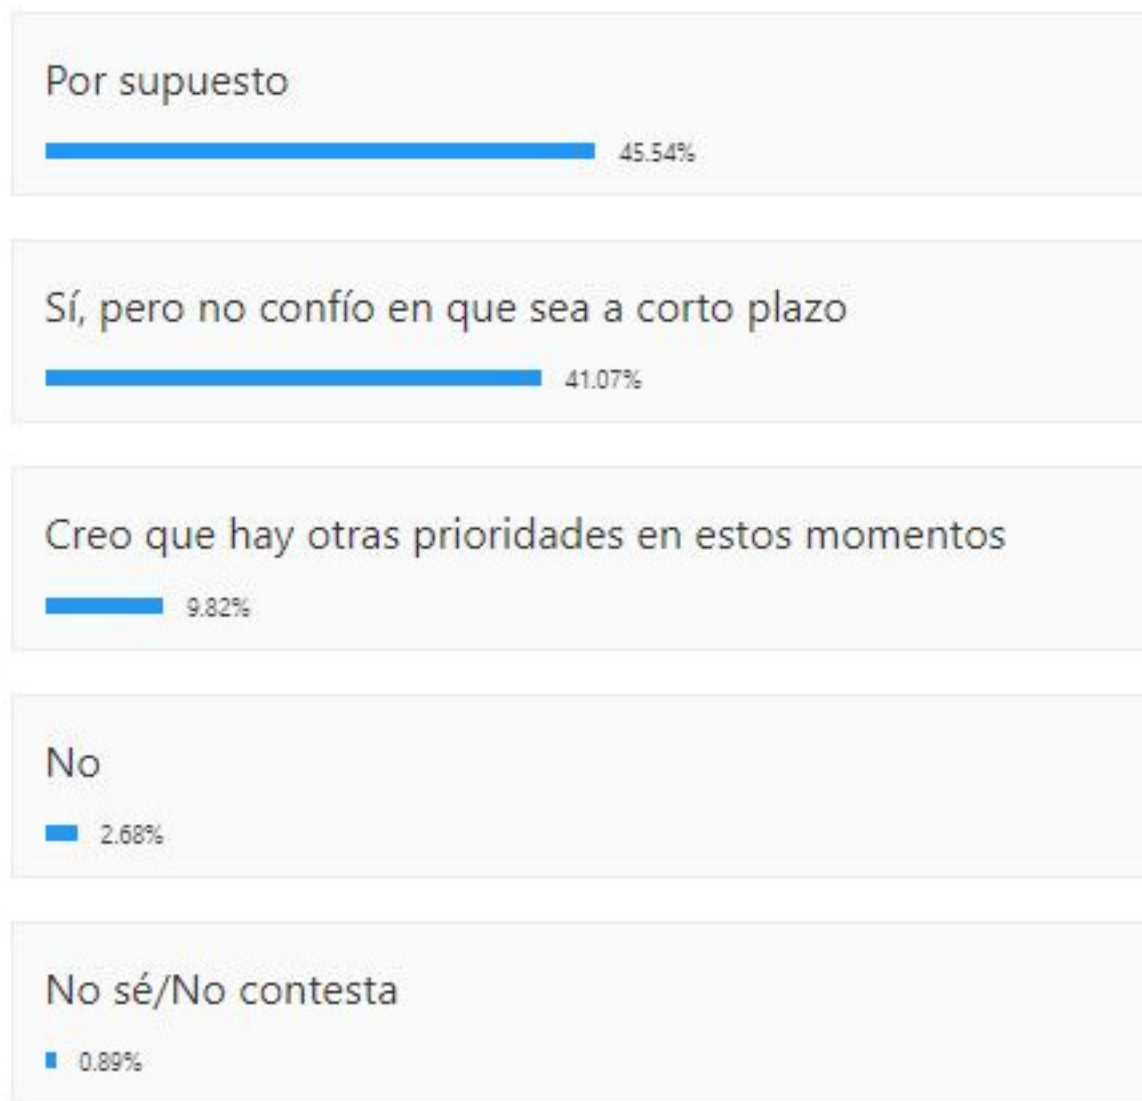 Por supuesto
45.54%
Sí, pero no confío en que sea a corto plazo
41.07%
Creo que hay otras prioridades en estos momentos
9.82%
No
2.68%
No sé/No contesta
0.89%